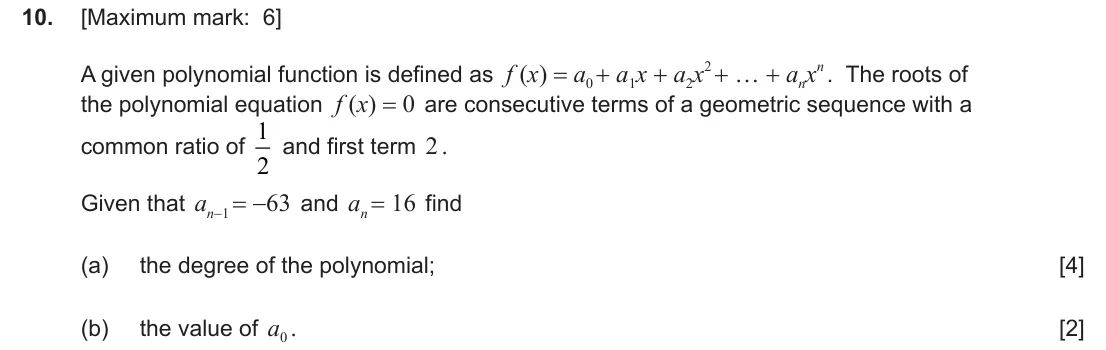 10. [Maximum mark: 6]
A given polynomial function is defined as f(x) = a₀ + a₁x + a₂x² + … + aₙxⁿ. The roots of
the polynomial equation f(x) = 0 are consecutive terms of a geometric sequence with a
common ratio of 1/2 and first term 2.
Given that aₙ₋₁ = –63 and aₙ = 16 find
(a) the degree of the polynomial; [4]
(b) the value of a₀. [2]